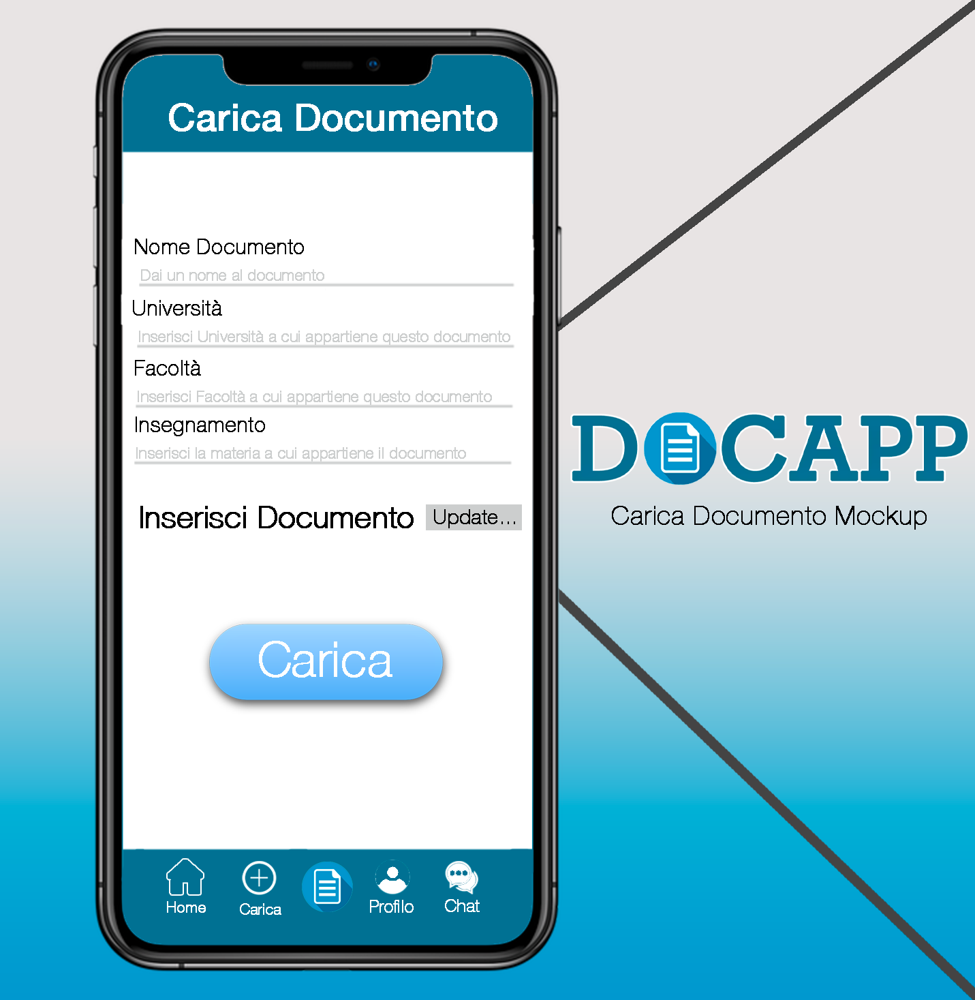 Carica Documento
Nome Documento
Dai un nome al documento
Università
Inserisci Università a cui appartiene questo documento
Facoltà
Inserisci Facoltà a cui appartiene questo documento
Insegnamento
Inserisci la materia a cui appartiene il documento
Inserisci Documento Update...
Carica
Home Carica Profilo Chat
DOCAPP
Carica Documento Mockup